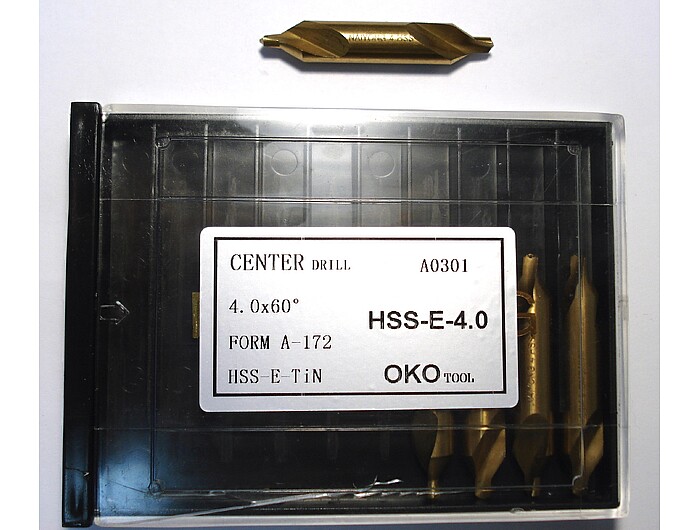 CENTER DRILL A0301
4.0x60°
HSS-E-4.0
FORM A-172
HSS-E-TiN OKO TOOL